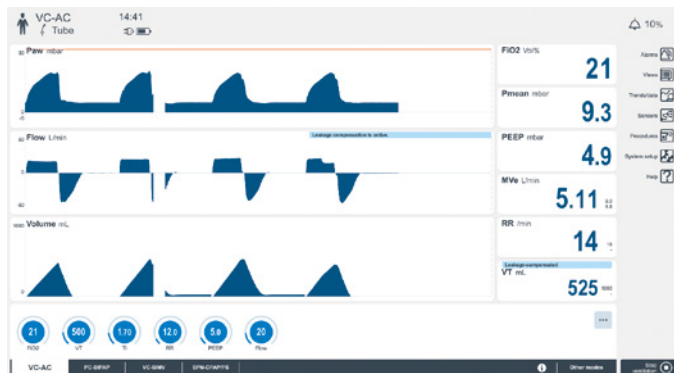 VC-AC
14:41
Tube
10%
Paw mbar
Flow L/min
Leakage compensation is active
Volume mL
FiO2 Vol%
21
Pmean mbar
9.3
PEEP mbar
4.9
MVe L/min
5.11
RR /min
14
Leakage-compensated
VT mL
525
Alarms
Views
Trends/data
Sensors
Procedures
System setup
Help
21
500
1.70
12.0
5.0
20
FiO2
VT
Ti
RR
PEEP
Flow
•••
VC-AC
PC-BIPAP
VC-SIMV
SPN-CPAP/PS
Other modes